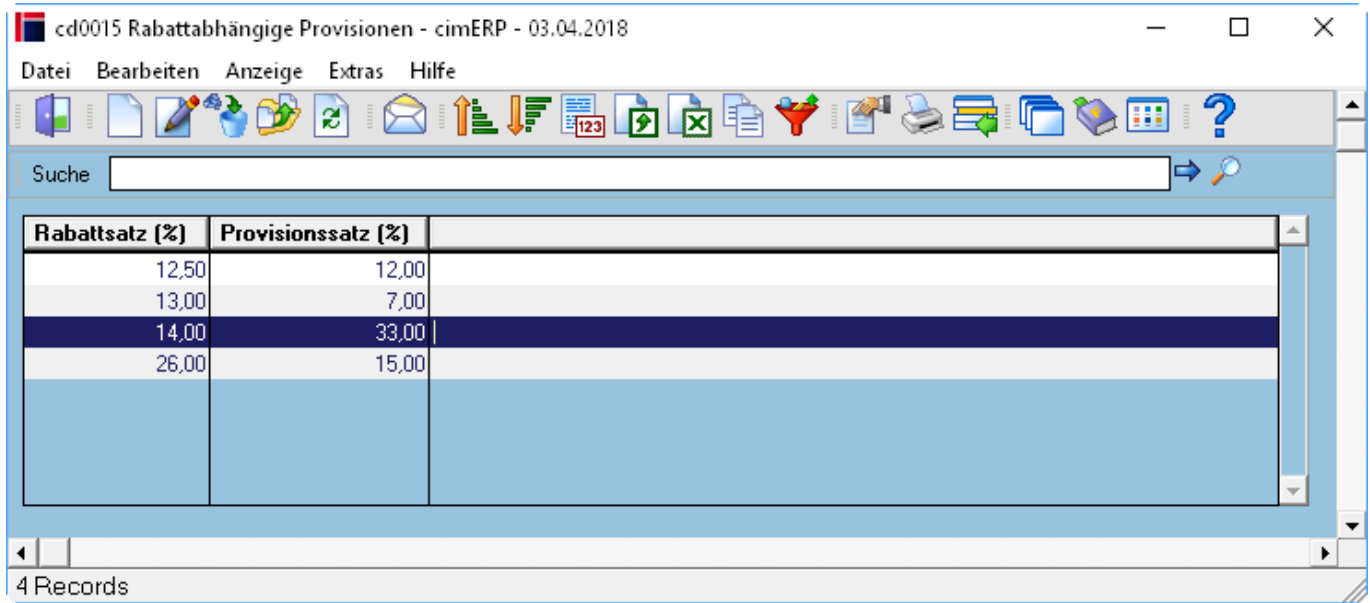 cd0015 Rabattabhängige Provisionen - cimERP - 03.04.2018
Datei Bearbeiten Anzeige Extras Hilfe
123
Suche
Rabattsatz (%) Provisionssatz (%)
12,50 12,00
13,00 7,00
14,00 33,00
26,00 15,00
4 Records